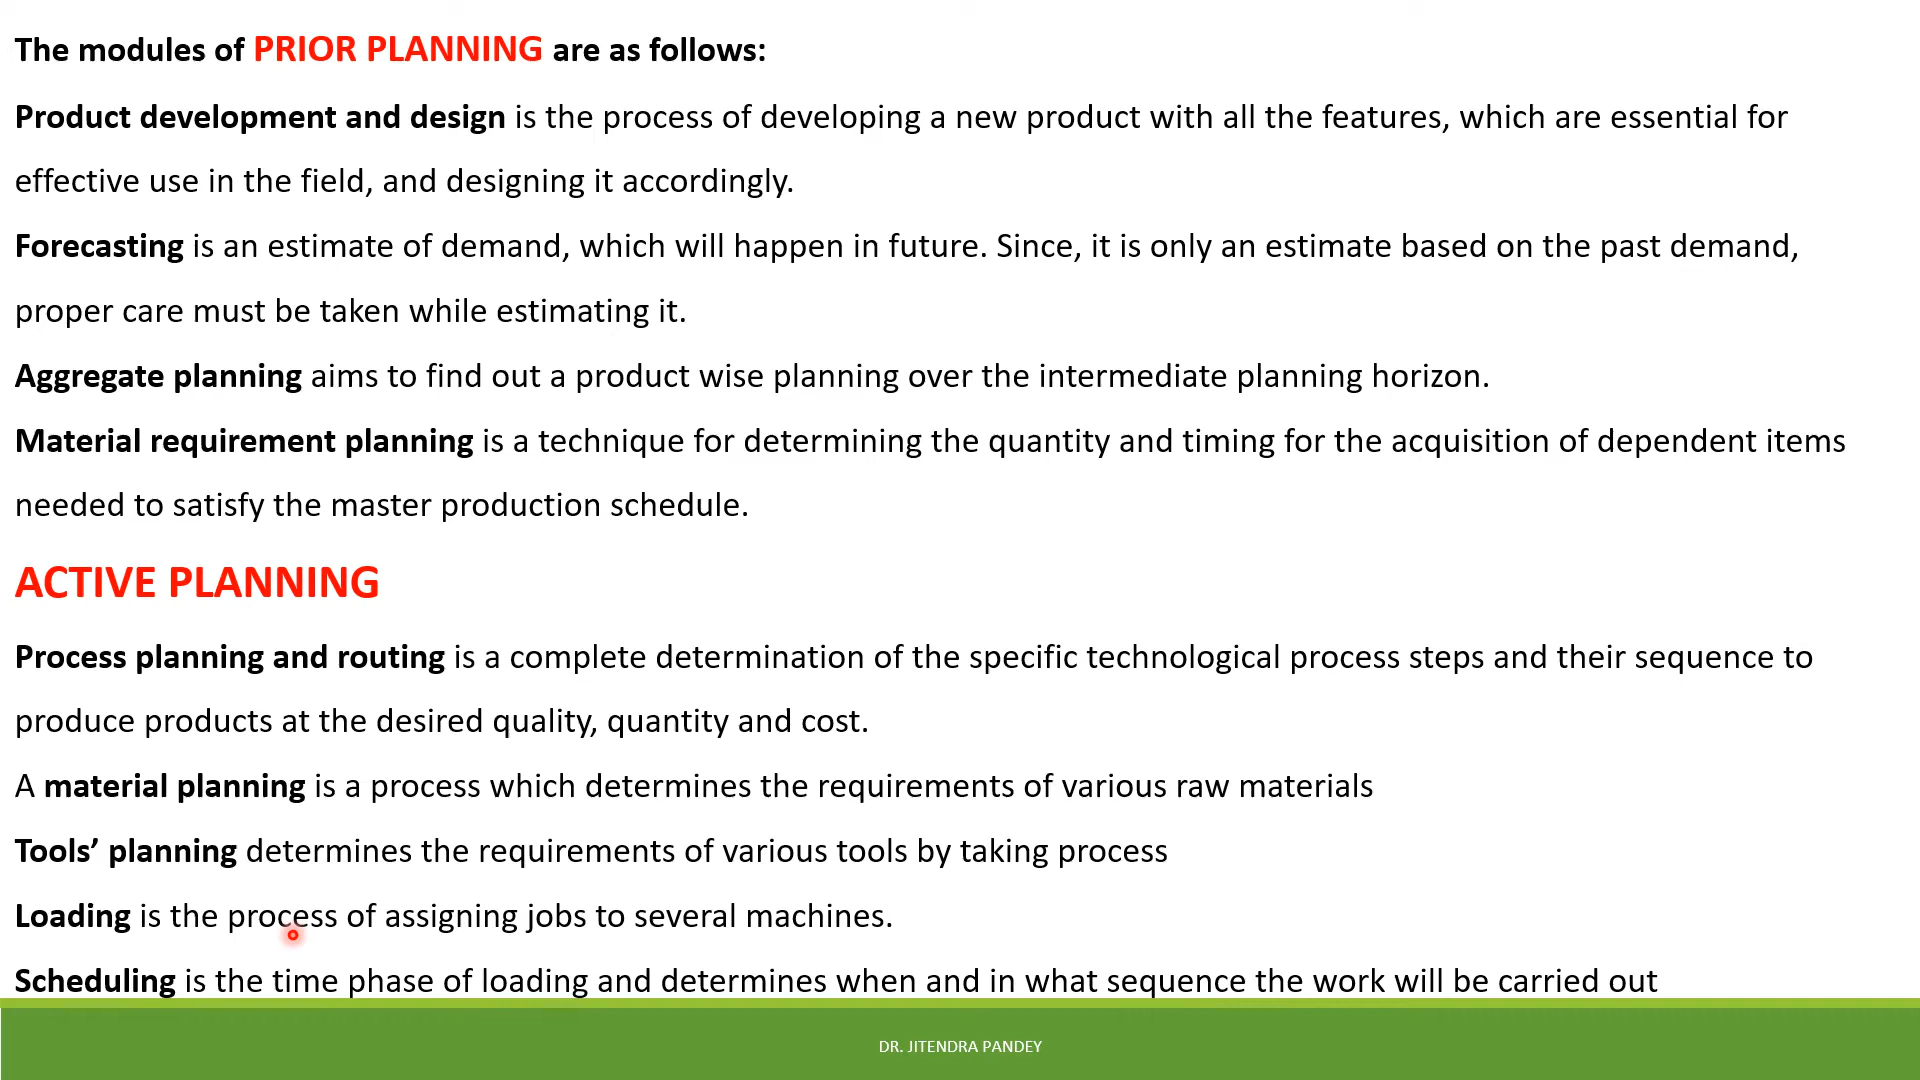 The modules of PRIOR PLANNING are as follows:
Product development and design is the process of developing a new product with all the features, which are essential for
effective use in the field, and designing it accordingly.
Forecasting is an estimate of demand, which will happen in future. Since, it is only an estimate based on the past demand,
proper care must be taken while estimating it.
Aggregate planning aims to find out a product wise planning over the intermediate planning horizon.
Material requirement planning is a technique for determining the quantity and timing for the acquisition of dependent items
needed to satisfy the master production schedule.
ACTIVE PLANNING
Process planning and routing is a complete determination of the specific technological process steps and their sequence to
produce products at the desired quality, quantity and cost.
A material planning is a process which determines the requirements of various raw materials
Tools’ planning determines the requirements of various tools by taking process
Loading is the process of assigning jobs to several machines.
Scheduling is the time phase of loading and determines when and in what sequence the work will be carried out
DR. JITENDRA PANDEY